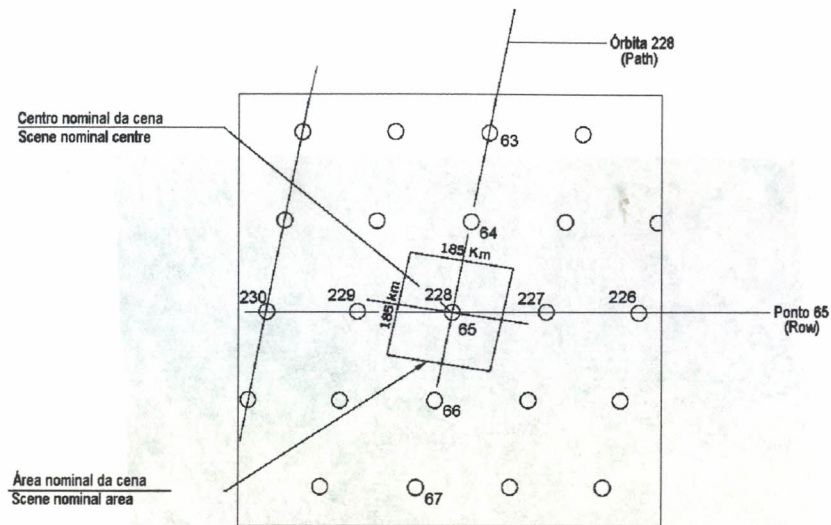 Órbita 228
(Path)
Centro nominal da cena
Scene nominal centre
63
64
185 Km
185 km
230
229
228
227
226
65
Ponto 65
(Row)
66
Área nominal da cena
Scene nominal area
67